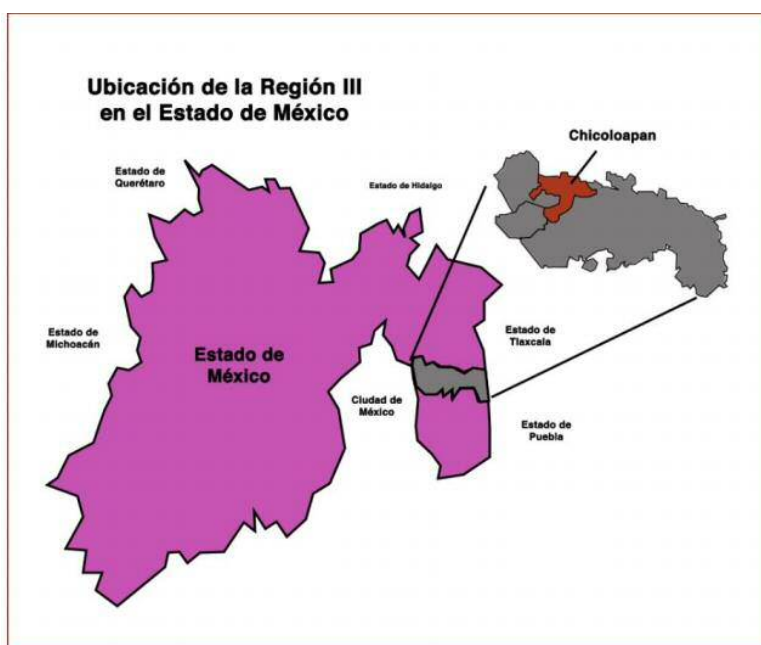 Ubicación de la Región III
en el Estado de México
Chicoloapan
Estado de
Querétaro
Estado de Hidalgo
Estado de
Michoacán
Estado de
México
Estado de
Tlaxcala
Ciudad de
México
Estado de
Puebla